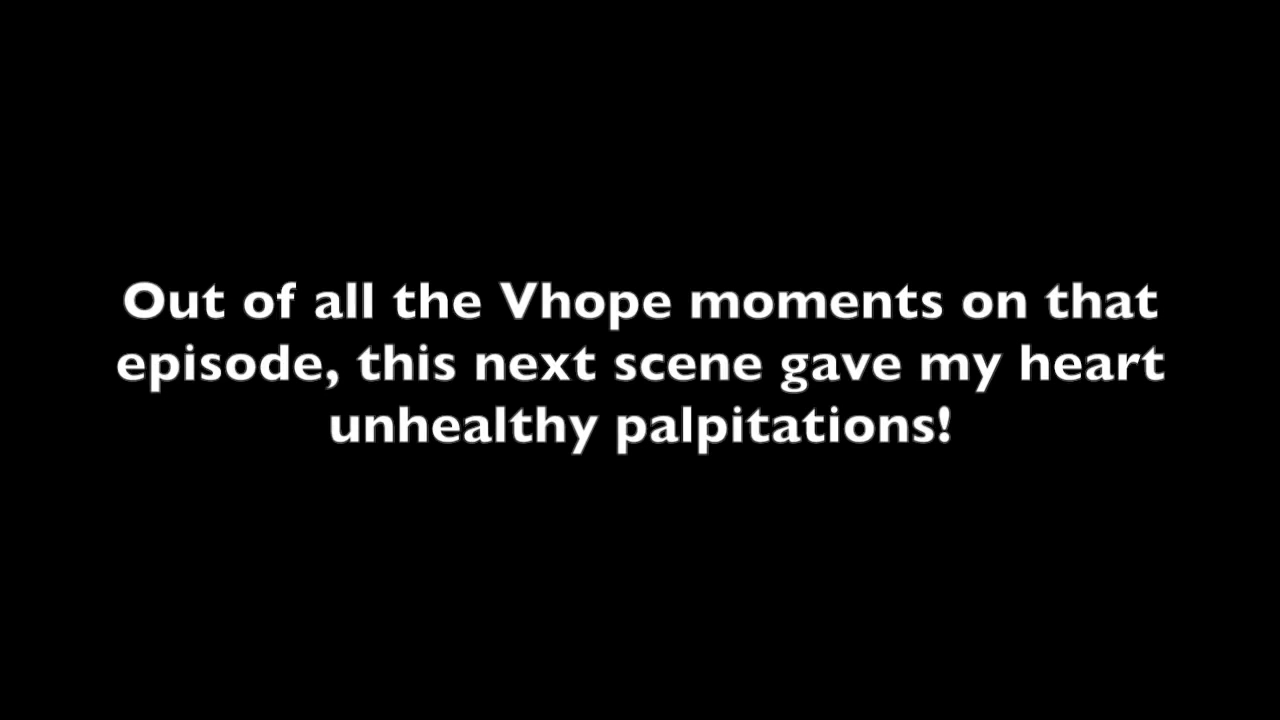 Out of all the Vhope moments on that
episode, this next scene gave my heart
unhealthy palpitations!